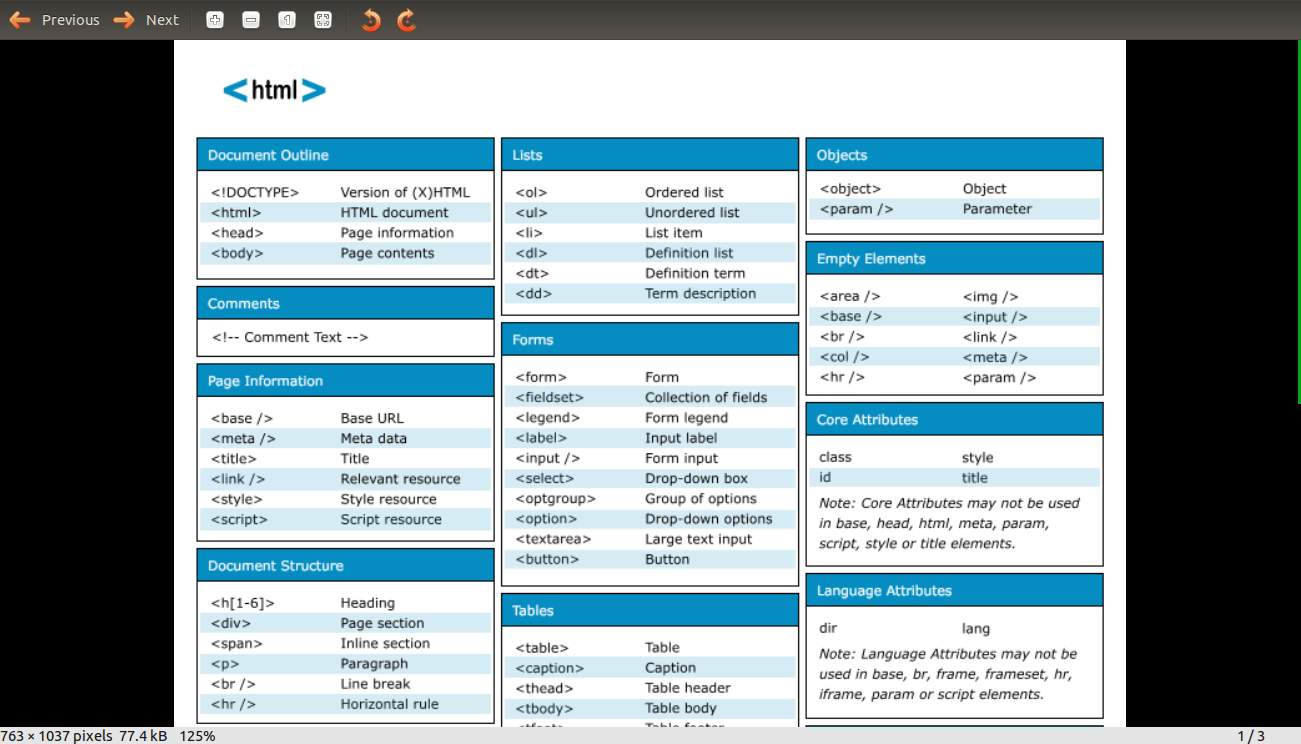 Previous Next
<html>
Document Outline
<!DOCTYPE> Version of (X)HTML
<html> HTML document
<head> Page information
<body> Page contents
Comments
<!-- Comment Text -->
Page Information
<base /> Base URL
<meta /> Meta data
<title> Title
<link /> Relevant resource
<style> Style resource
<script> Script resource
Document Structure
<h[1-6]> Heading
<div> Page section
<span> Inline section
<p> Paragraph
<br /> Line break
<hr /> Horizontal rule
Lists
<ol> Ordered list
<ul> Unordered list
<li> List item
<dl> Definition list
<dt> Definition term
<dd> Term description
Forms
<form> Form
<fieldset> Collection of fields
<legend> Form legend
<label> Input label
<input /> Form input
<select> Drop-down box
<optgroup> Group of options
<option> Drop-down options
<textarea> Large text input
<button> Button
Tables
<table> Table
<caption> Caption
<thead> Table header
<tbody> Table body
Objects
<object> Object
<param /> Parameter
Empty Elements
<area /> <img />
<base /> <input />
<br /> <link />
<col /> <meta />
<hr /> <param />
Core Attributes
class style
id title
Note: Core Attributes may not be used
in base, head, html, meta, param,
script, style or title elements.
Language Attributes
dir lang
Note: Language Attributes may not be
used in base, br, frame, frameset, hr,
iframe, param or script elements.
763 × 1037 pixels 77.4 kB 125% 1 / 3